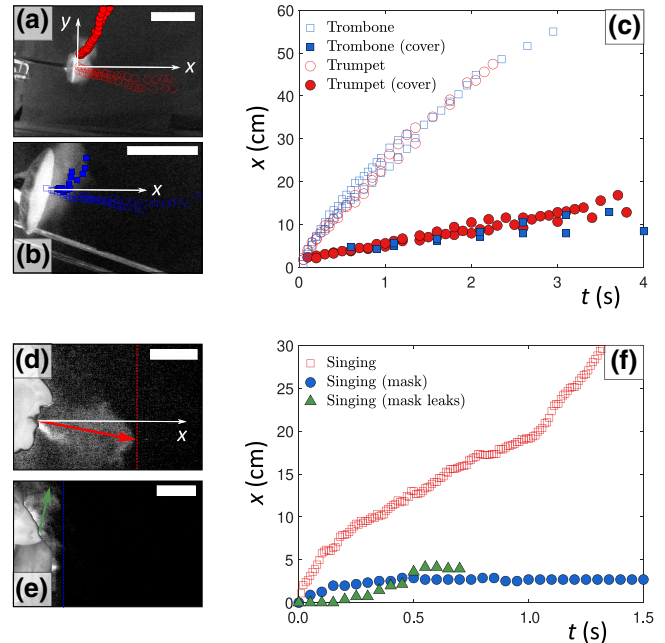 (a)
y
x
x
(b)
(c)
Trombone
Trombone (cover)
Trumpet
Trumpet (cover)
x (cm)
60
50
40
30
20
10
0
0 1 2 3 4
t (s)
(d)
x
(e)
(f)
Singing
Singing (mask)
Singing (mask leaks)
x (cm)
30
25
20
15
10
5
0
0.0 0.5 1.0 1.5
t (s)